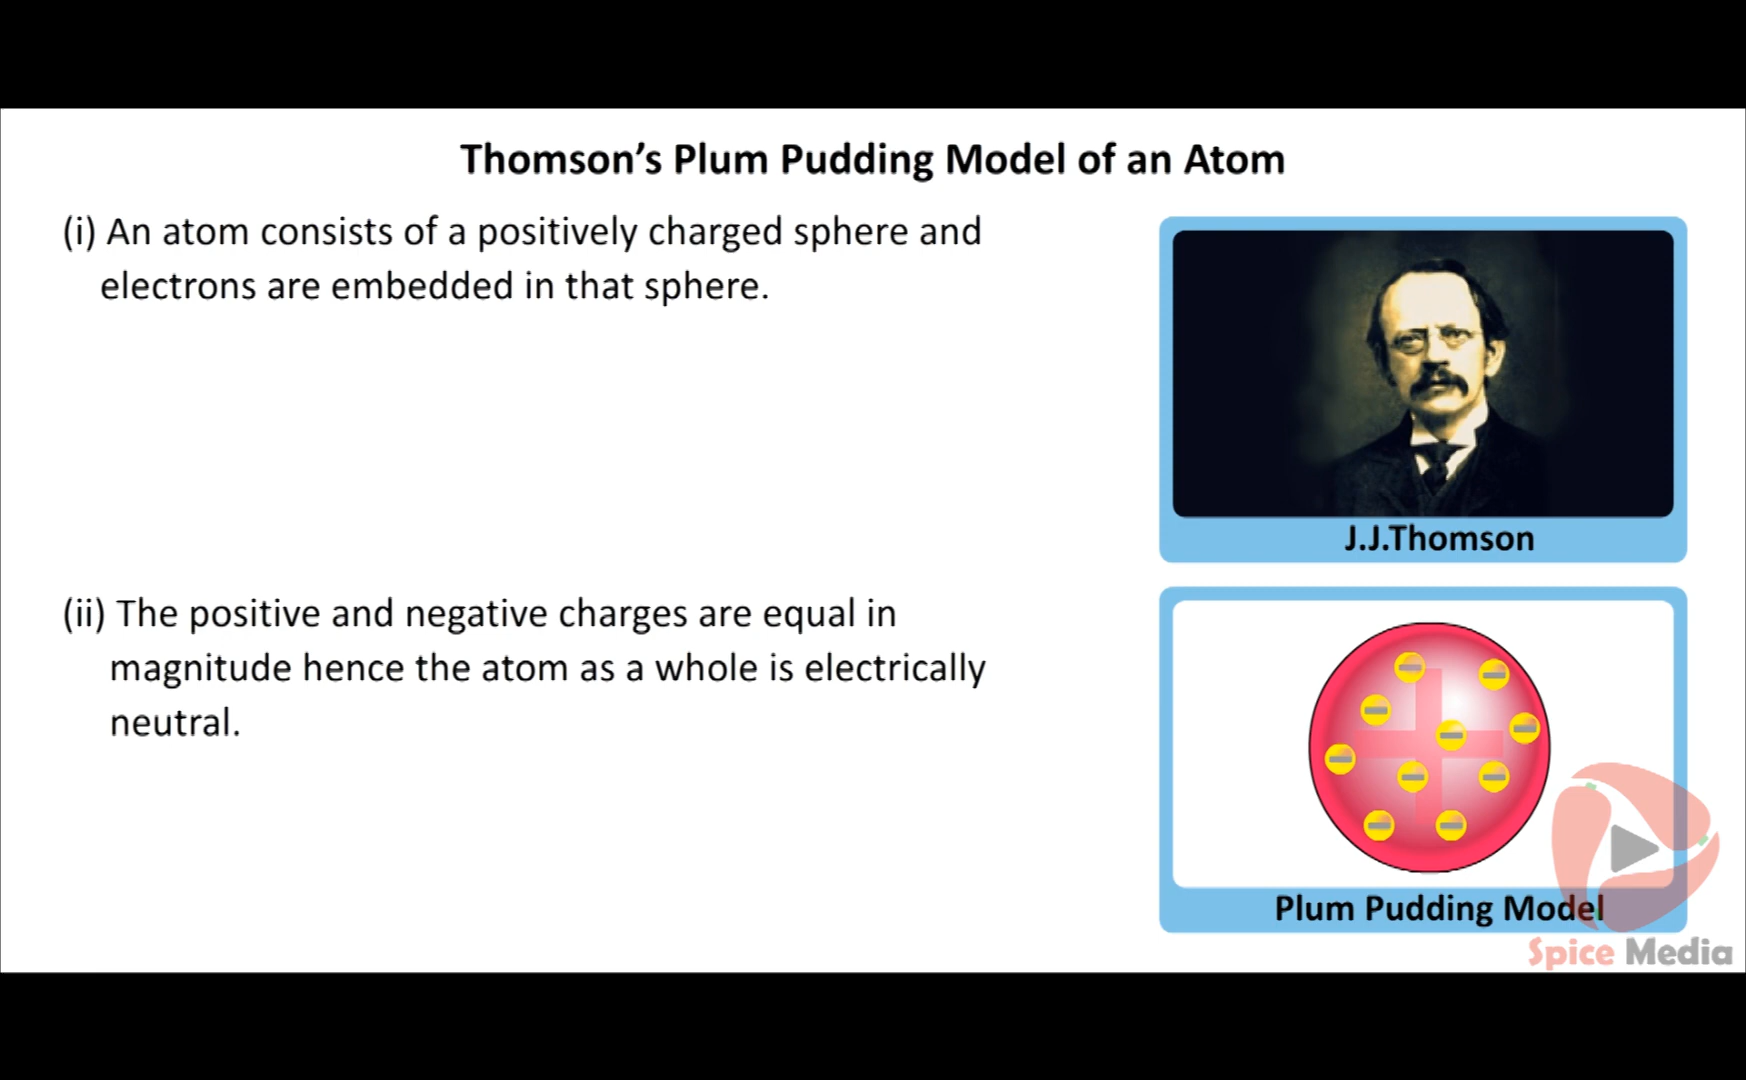 Thomson’s Plum Pudding Model of an Atom
(i) An atom consists of a positively charged sphere and
electrons are embedded in that sphere.
J.J.Thomson
(ii) The positive and negative charges are equal in
magnitude hence the atom as a whole is electrically
neutral.
Plum Pudding Model
Spice Media